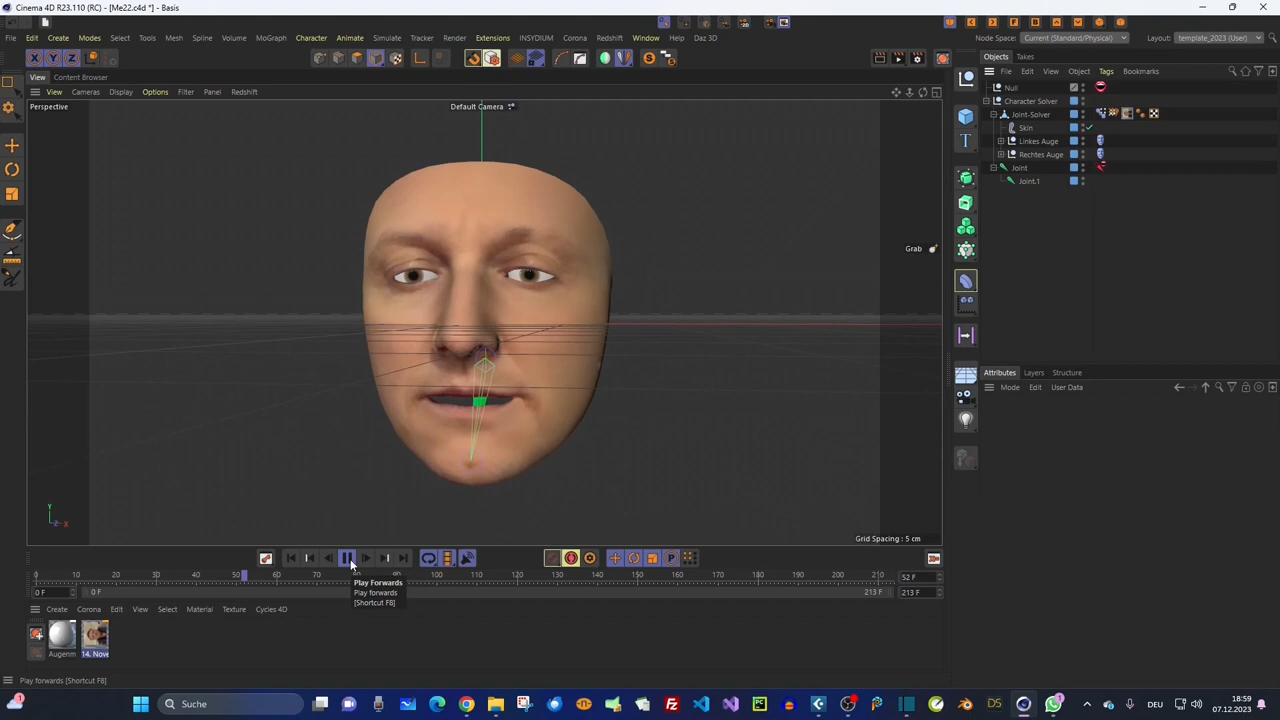 Cinema 4D R23.110 (RC) - [Me22.c4d *] - Basis
File Edit Create Modes Select Tools Mesh Spline Volume MoGraph Character Animate Simulate Tracker Render Extensions INSYDIUM Corona Redshift Window Help Daz 3D
Node Space: Current (Standard/Physical) Layout: template_2023 (User)
X Y Z
View Content Browser
View Cameras Display Options Filter Panel Redshift
Perspective
Default Camera
Grab
Y
Z X
Grid Spacing : 5 cm
Objects Takes
File Edit View Object Tags Bookmarks
Null
Character Solver
Joint-Solver
Skin
Linkes Auge
Rechtes Auge
Joint
Joint.1
Attributes Layers Structure
Mode Edit User Data
0 10 20 30 40 50 60 70 80 90 100 110 120 130 140 150 160 170 180 190 200 210
52 F
0 F 0 F 213 F 213 F
Play Forwards
Play forwards
[Shortcut F8]
Create Corona Edit View Select Material Texture Cycles 4D
Augenm 14. Nove
Play forwards [Shortcut F8]
1 Suche DEU 18:59
07.12.2023